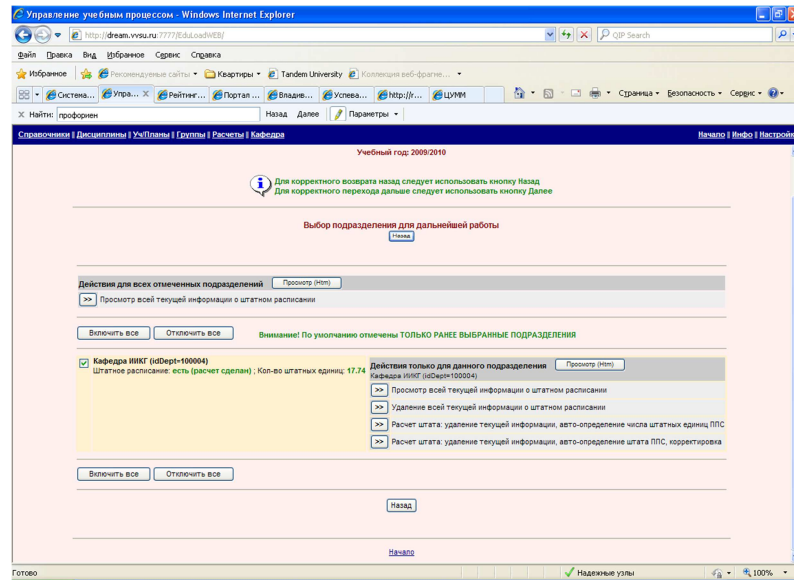 Управление учебным процессом - Windows Internet Explorer
http://dream.vvsu.ru:7777/EduLoadWEB/
QIP Search
Файл Правка Вид Избранное Сервис Справка
Избранное Рекомендуемые сайты Квартиры Tandem University Коллекция веб-фрагме...
Система... Упра... X Рейтинг... Портал ... Владив... Успева... http://r... ЦУММ Страница Безопасность Сервис
X Найти: профориен Назад Далее Параметры
Справочники || Дисциплины || Уч/Планы || Группы || Расчеты || Кафедра Начало || Инфо || Настройк
Учебный год: 2009/2010
Для корректного возврата назад следует использовать кнопку Назад
Для корректного перехода дальше следует использовать кнопку Далее
Выбор подразделения для дальнейшей работы
Назад
Действия для всех отмеченных подразделений Просмотр (Htm)
>> Просмотр всей текущей информации о штатном расписании
Включить все Отключить все Внимание! По умолчанию отмечены ТОЛЬКО РАНЕЕ ВЫБРАННЫЕ ПОДРАЗДЕЛЕНИЯ
Кафедра ИИКГ (idDept=100004)
Штатное расписание: есть (расчет сделан) ; Кол-во штатных единиц: 17.74
Действия только для данного подразделения Просмотр (Htm)
Кафедра ИИКГ (idDept=100004)
>> Просмотр всей текущей информации о штатном расписании
>> Удаление всей текущей информации о штатном расписании
>> Расчет штата: удаление текущей информации, авто-определение числа штатных единиц ППС
>> Расчет штата: удаление текущей информации, авто-определение штата ППС, корректировка
Включить все Отключить все
Назад
Начало
Готово Надежные узлы 100%